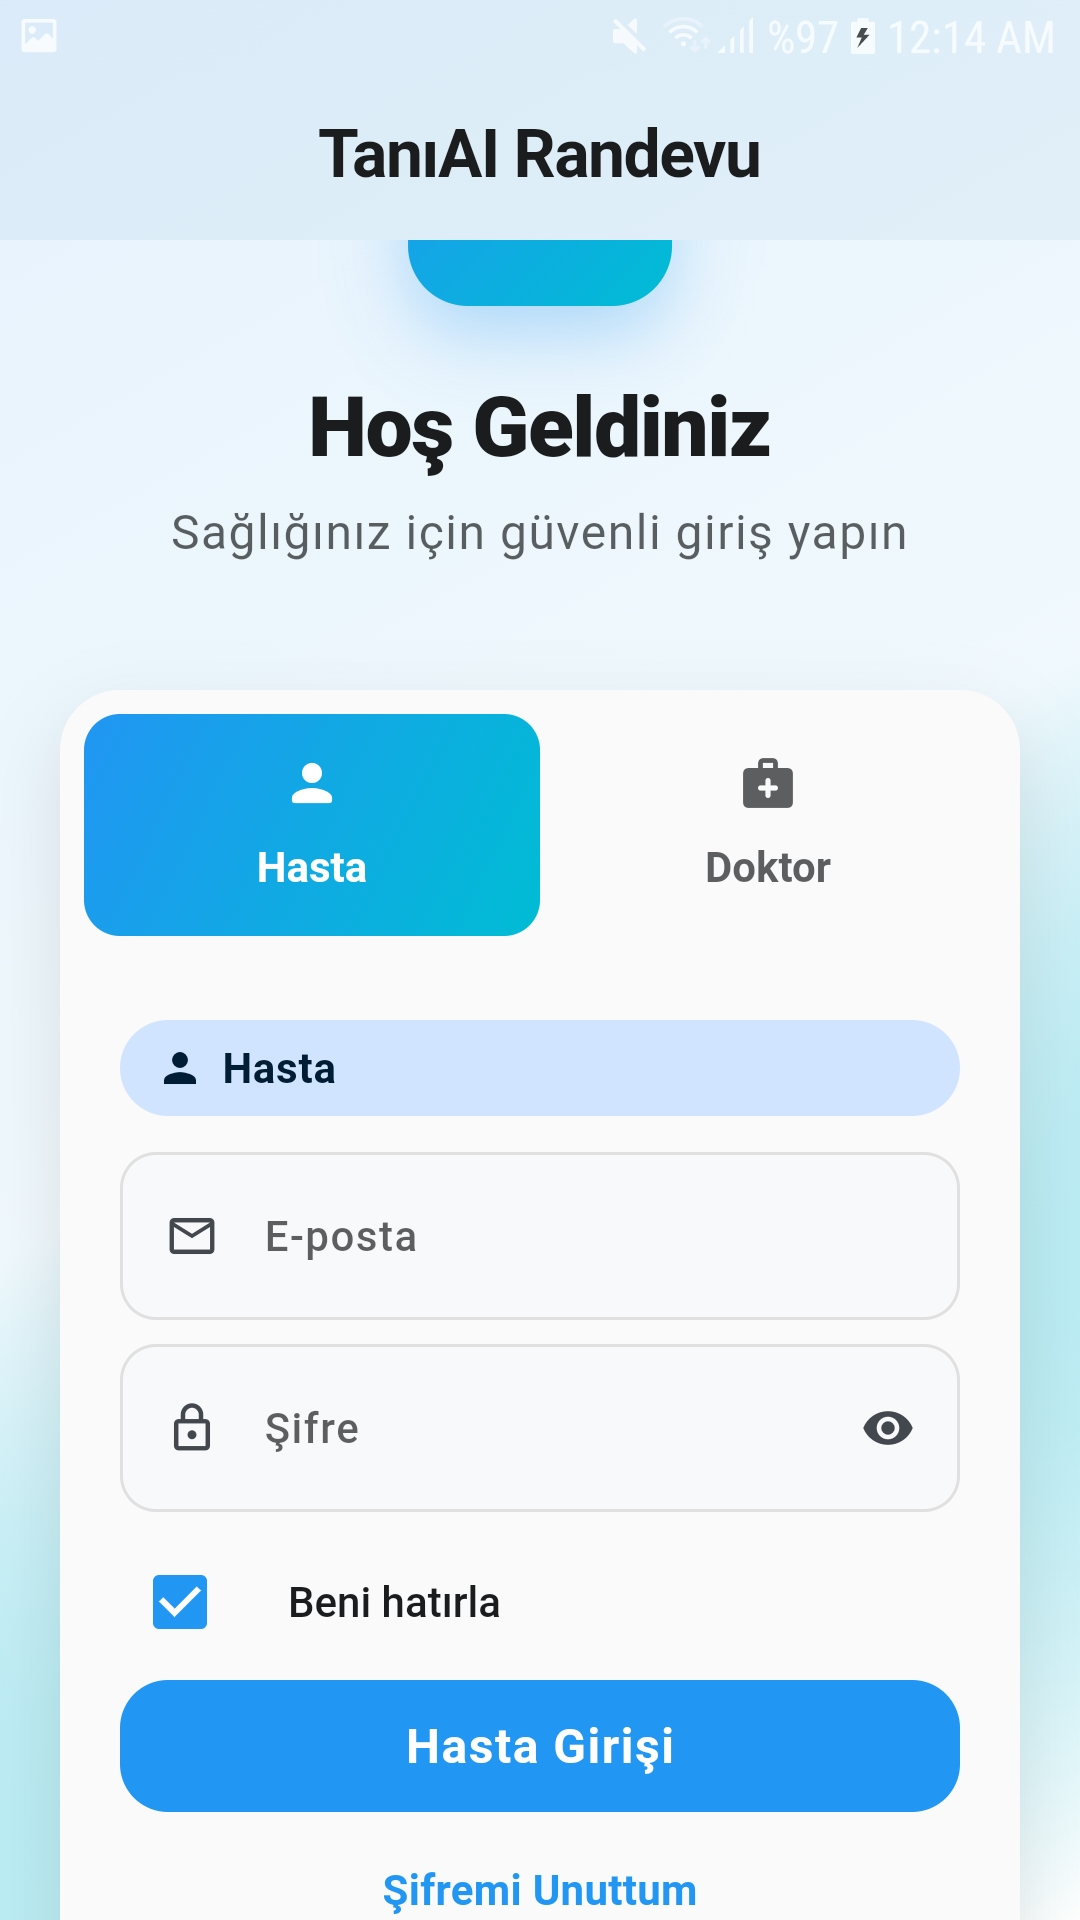 %97 12:14 AM
TanıAI Randevu
Hoş Geldiniz
Sağlığınız için güvenli giriş yapın
Hasta Doktor
Hasta
E-posta
Şifre
Beni hatırla
Hasta Girişi
Şifremi Unuttum